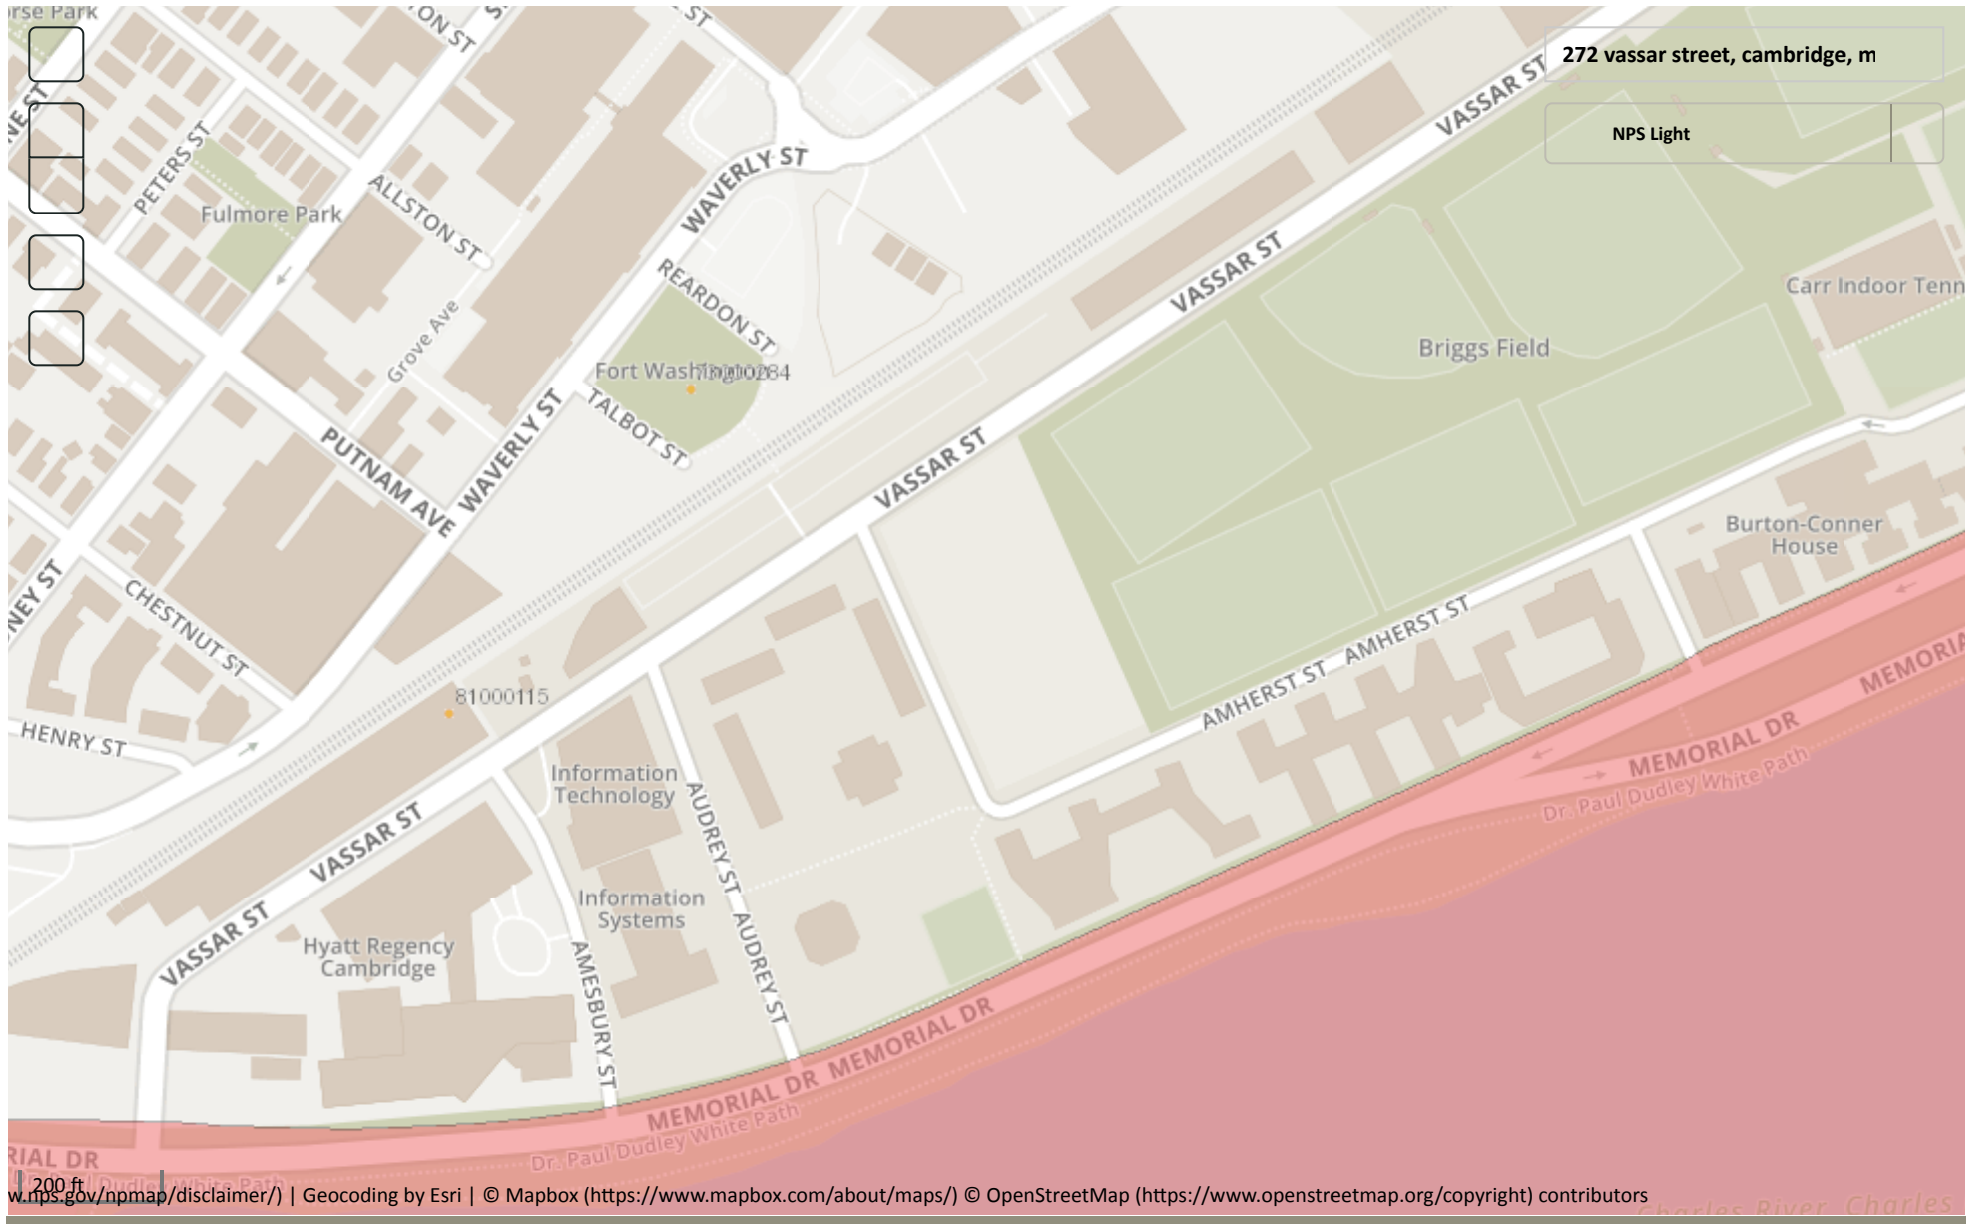 272 vassar street, cambridge, m
NPS Light
PETERS ST
Fulmore Park
ALLSTON ST
Grove Ave
WAVERLY ST
REARDON ST
Fort Washington
TALBOT ST
WAVERLY ST
PUTNAM AVE
CHESTNUT ST
HENRY ST
VASSAR ST
VASSAR ST
VASSAR ST
Carr Indoor Tenn
Briggs Field
Burton-Conner
House
AMHERST ST
AMHERST ST
81000115
Information
Technology
AUDREY ST
VASSAR ST
Information
Systems
AUDREY ST
VASSAR ST
Hyatt Regency
Cambridge
AMESBURY ST
MEMORIA
MEMORIAL DR
Dr. Paul Dudley White Path
MEMORIAL DR
MEMORIAL DR
Dr. Paul Dudley White Path
RIAL DR
200 ft
w.nps.gov/npmap/disclaimer/) | Geocoding by Esri | © Mapbox (https://www.mapbox.com/about/maps/) © OpenStreetMap (https://www.openstreetmap.org/copyright) contributors
Charles River Charles